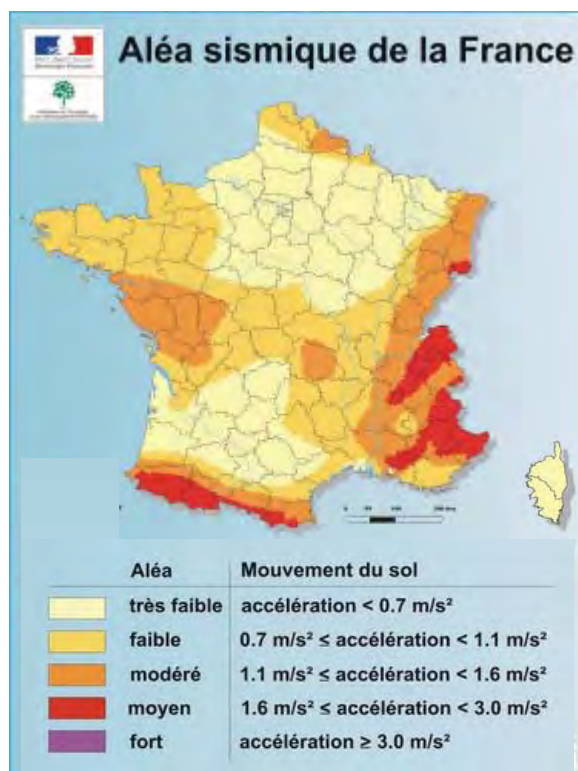 Aléa sismique de la France
Aléa Mouvement du sol
très faible accélération < 0.7 m/s²
faible 0.7 m/s² ≤ accélération < 1.1 m/s²
modéré 1.1 m/s² ≤ accélération < 1.6 m/s²
moyen 1.6 m/s² ≤ accélération < 3.0 m/s²
fort accélération ≥ 3.0 m/s²